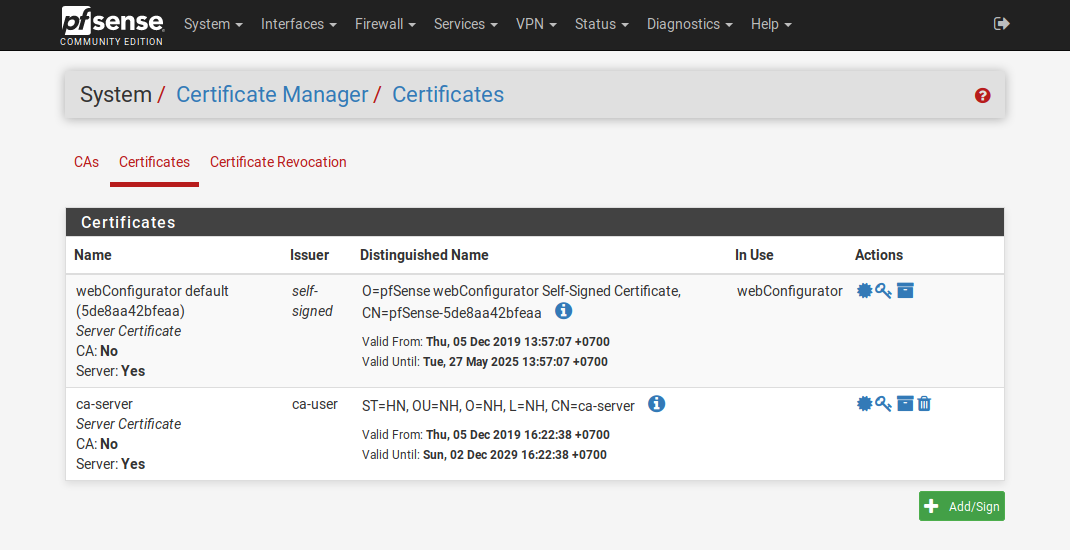 pfsense
COMMUNITY EDITION
System Interfaces Firewall Services VPN Status Diagnostics Help
System / Certificate Manager / Certificates
CAs Certificates Certificate Revocation
Certificates
Name Issuer Distinguished Name In Use Actions
webConfigurator default
(5de8aa42bfeaa)
Server Certificate
CA: No
Server: Yes
self-
signed
O=pfSense webConfigurator Self-Signed Certificate,
CN=pfSense-5de8aa42bfeaa
Valid From: Thu, 05 Dec 2019 13:57:07 +0700
Valid Until: Tue, 27 May 2025 13:57:07 +0700
webConfigurator
ca-server
Server Certificate
CA: No
Server: Yes
ca-user
ST=HN, OU=NH, O=NH, L=NH, CN=ca-server
Valid From: Thu, 05 Dec 2019 16:22:38 +0700
Valid Until: Sun, 02 Dec 2029 16:22:38 +0700
Add/Sign